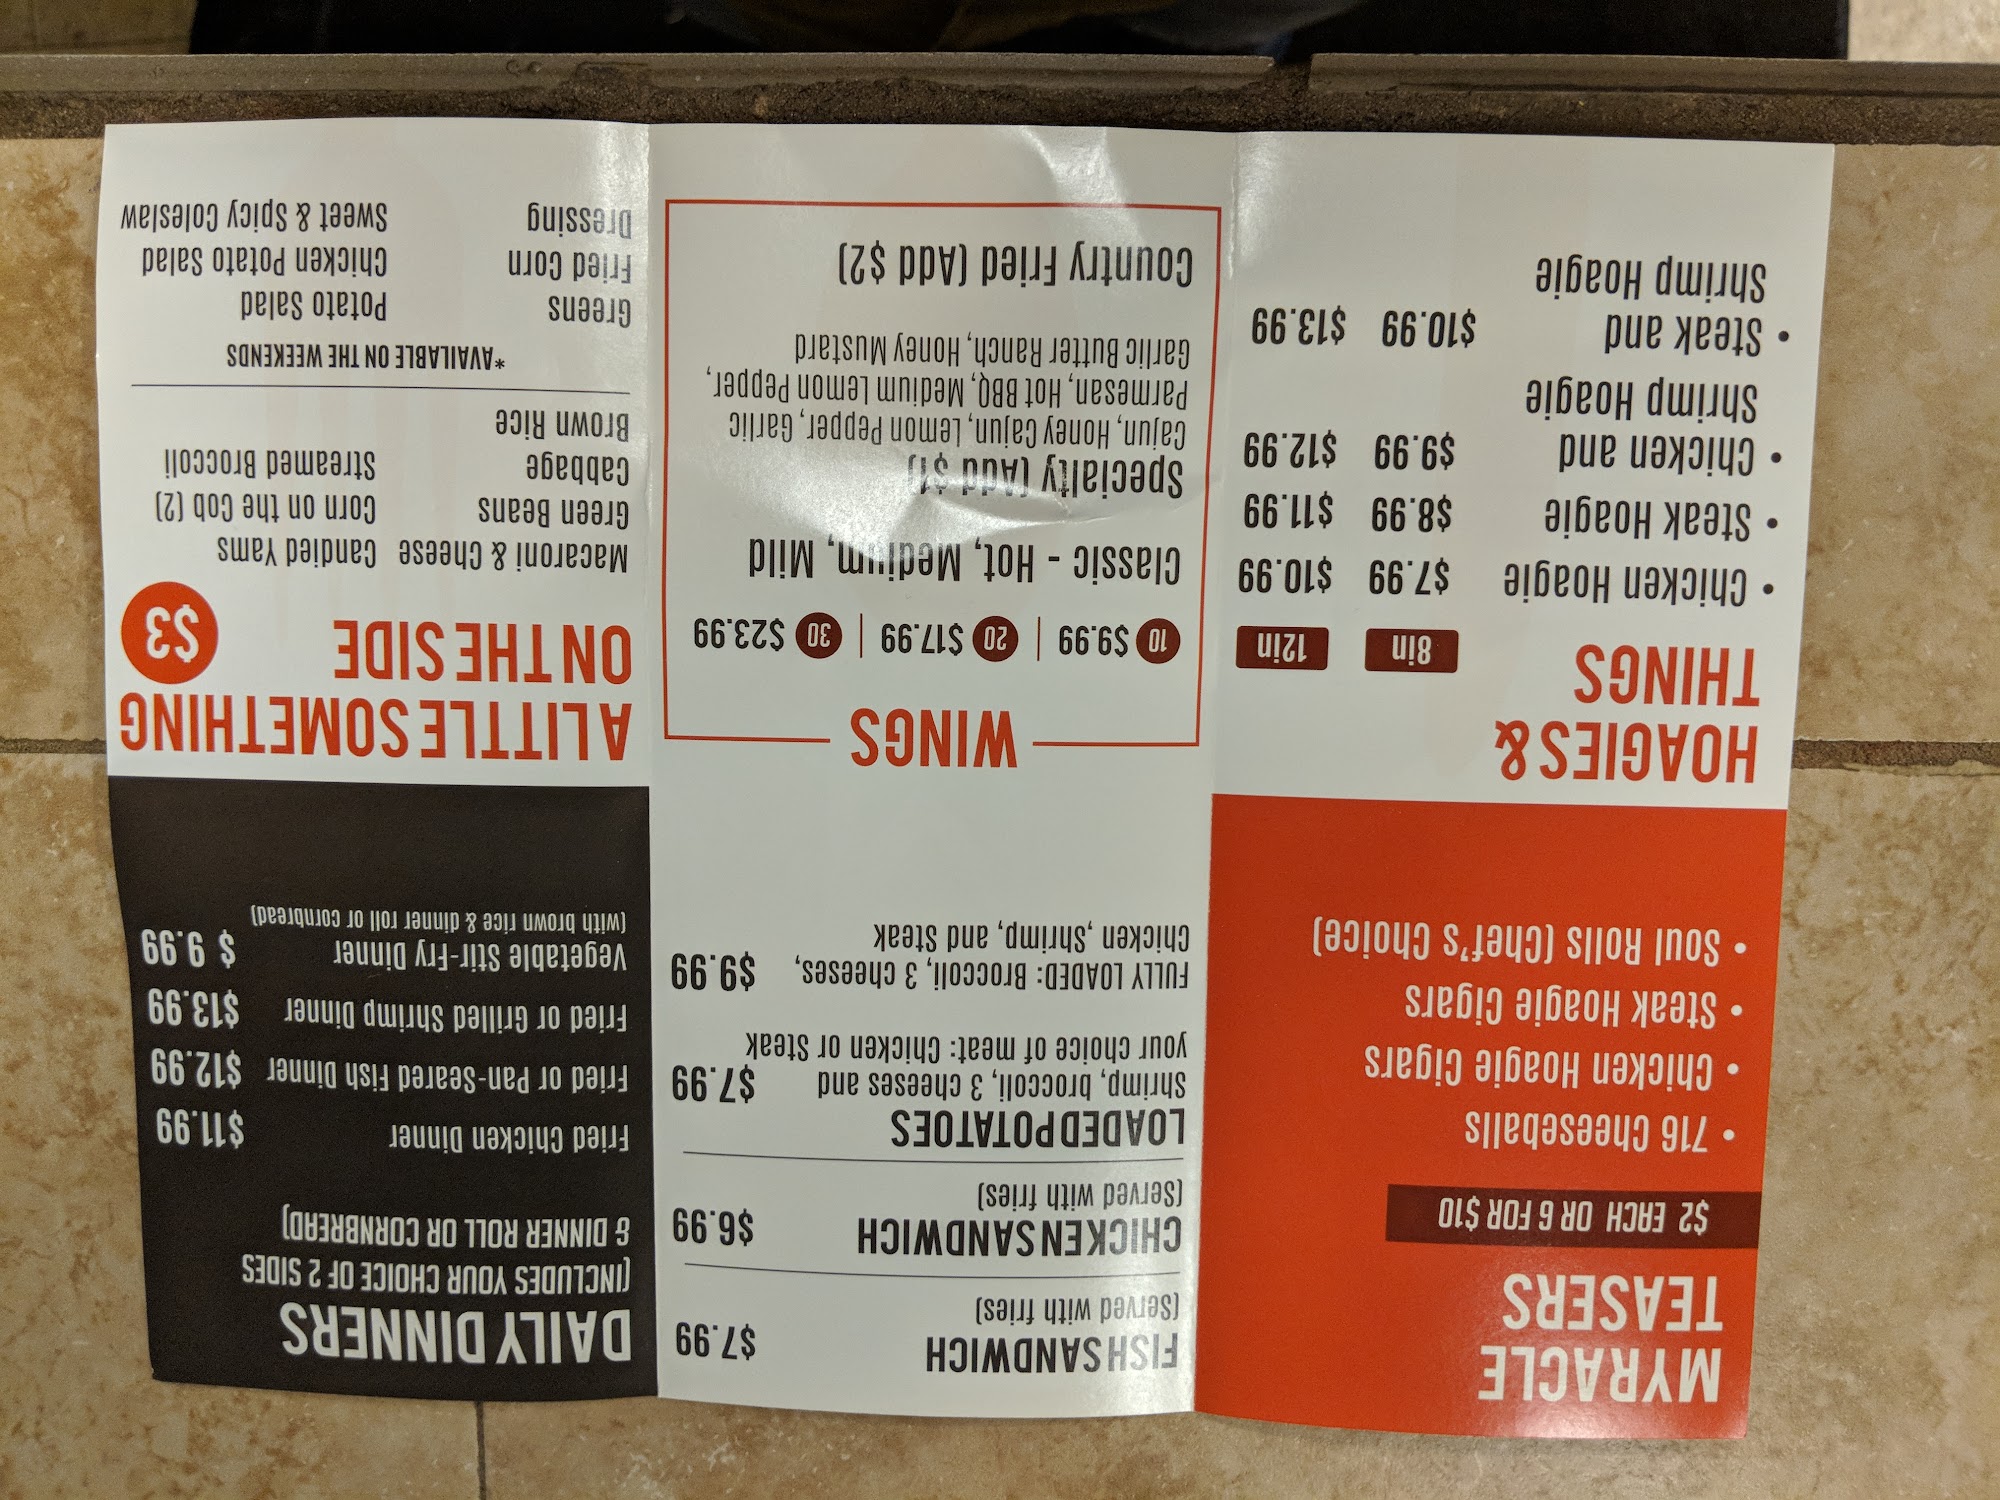 MYRACLE
TEASERS
$2 EACH OR 6 FOR $10
• 716 Cheeseballs
• Chicken Hoagie Cigars
• Steak Hoagie Cigars
• Soul Rolls (Chef's Choice)
HOAGIES &
THINGS
8in 12in
• Chicken Hoagie $7.99 $10.99
• Steak Hoagie $8.99 $11.99
• Chicken and $9.99 $12.99
Shrimp Hoagie
• Steak and $10.99 $13.99
Shrimp Hoagie
FISH SANDWICH $7.99
(Served with fries)
CHICKEN SANDWICH $6.99
(Served with fries)
LOADED POTATOES
Shrimp, broccoli, 3 cheeses and $7.99
your choice of meat: Chicken or Steak
FULLY LOADED: Broccoli, 3 cheeses, $9.99
Chicken, Shrimp, and Steak
WINGS
10 $9.99 | 20 $17.99 | 30 $23.99
Classic - Hot, Medium, Mild
Specialty (Add $1)
Cajun, Honey Cajun, Lemon Pepper, Garlic
Parmesan, Hot BBQ, Medium Lemon Pepper,
Garlic Butter Ranch, Honey Mustard
Country Fried (Add $2)
DAILY DINNERS
(INCLUDES YOUR CHOICE OF 2 SIDES
& DINNER ROLL OR CORNBREAD)
Fried Chicken Dinner $11.99
Fried or Pan-Seared Fish Dinner $12.99
Fried or Grilled Shrimp Dinner $13.99
Vegetable Stir-Fry Dinner $ 9.99
(with brown rice & dinner roll or cornbread)
A LITTLE SOMETHING
ON THE SIDE $3
Macaroni & Cheese Candied Yams
Green Beans Corn on the Cob (2)
Cabbage Streamed Broccoli
Brown Rice
*AVAILABLE ON THE WEEKENDS
Greens Potato Salad
Fried Corn Chicken Potato Salad
Dressing Sweet & Spicy Coleslaw